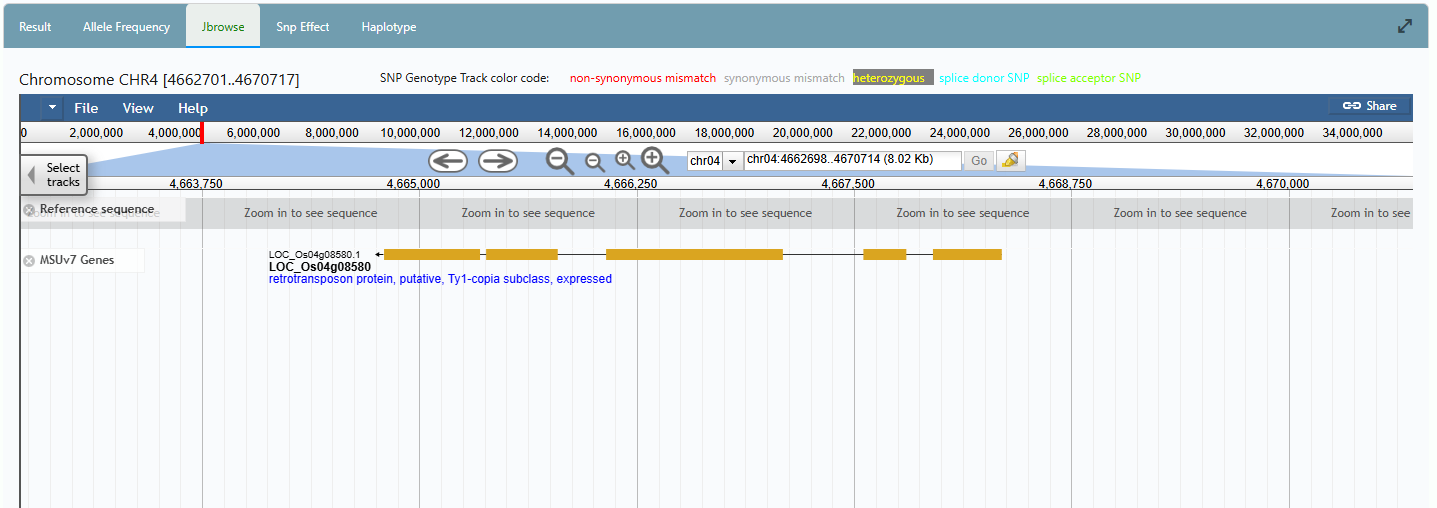 Result Allele Frequency Jbrowse Snp Effect Haplotype
Chromosome CHR4 [4662701..4670717] SNP Genotype Track color code: non-synonymous mismatch synonymous mismatch heterozygous splice donor SNP splice acceptor SNP
File View Help Share
0 2,000,000 4,000,000 6,000,000 8,000,000 10,000,000 12,000,000 14,000,000 16,000,000 18,000,000 20,000,000 22,000,000 24,000,000 26,000,000 28,000,000 30,000,000 32,000,000 34,000,000
Select tracks chr04 chr04:4662698..4670714 (8.02 Kb) Go
4,663,750 4,665,000 4,666,250 4,667,500 4,668,750 4,670,000
Reference sequence Zoom in to see sequence Zoom in to see sequence Zoom in to see sequence Zoom in to see sequence Zoom in to see sequence Zoom in to see
MSUv7 Genes LOC_Os04g08580.1
LOC_Os04g08580
retrotransposon protein, putative, Ty1-copia subclass, expressed